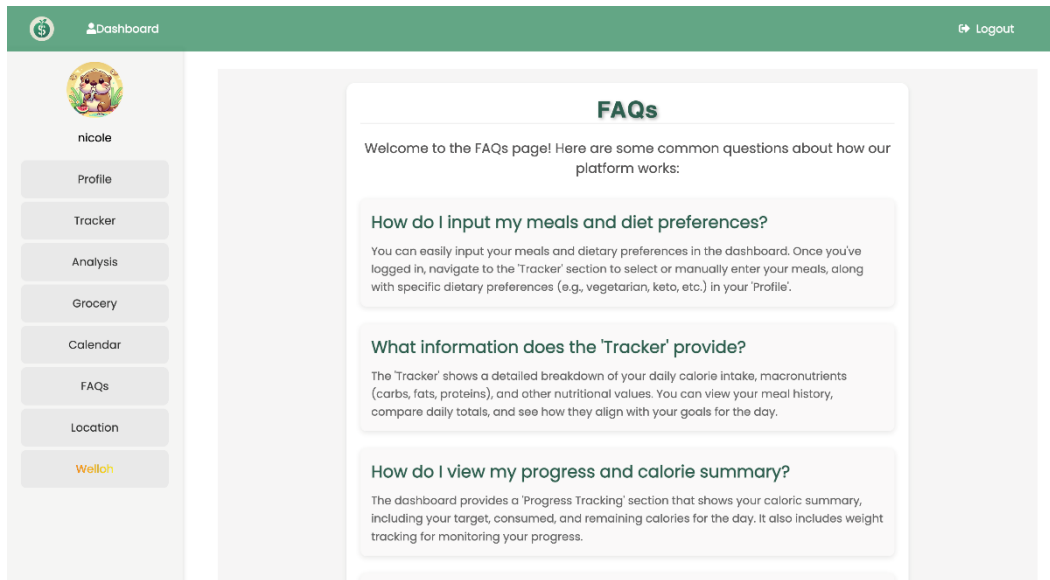 $
Dashboard
Logout
nicole
Profile
Tracker
Analysis
Grocery
Calendar
FAQs
Location
Welloh
FAQs
Welcome to the FAQs page! Here are some common questions about how our
platform works:
How do I input my meals and diet preferences?
You can easily input your meals and dietary preferences in the dashboard. Once you've
logged in, navigate to the 'Tracker' section to select or manually enter your meals, along
with specific dietary preferences (e.g., vegetarian, keto, etc.) in your 'Profile'.
What information does the 'Tracker' provide?
The 'Tracker' shows a detailed breakdown of your daily calorie intake, macronutrients
(carbs, fats, proteins), and other nutritional values. You can view your meal history,
compare daily totals, and see how they align with your goals for the day.
How do I view my progress and calorie summary?
The dashboard provides a 'Progress Tracking' section that shows your caloric summary,
including your target, consumed, and remaining calories for the day. It also includes weight
tracking for monitoring your progress.